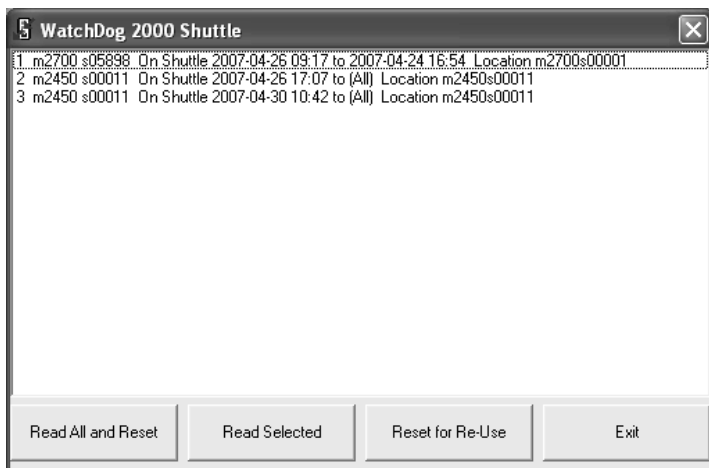 WatchDog 2000 Shuttle
1 m2700 s05898 On Shuttle 2007-04-26 09:17 to 2007-04-24 16:54 Location m2700s00001
2 m2450 s00011 On Shuttle 2007-04-26 17:07 to (All) Location m2450s00011
3 m2450 s00011 On Shuttle 2007-04-30 10:42 to (All) Location m2450s00011
Read All and Reset Read Selected Reset for Re-Use Exit